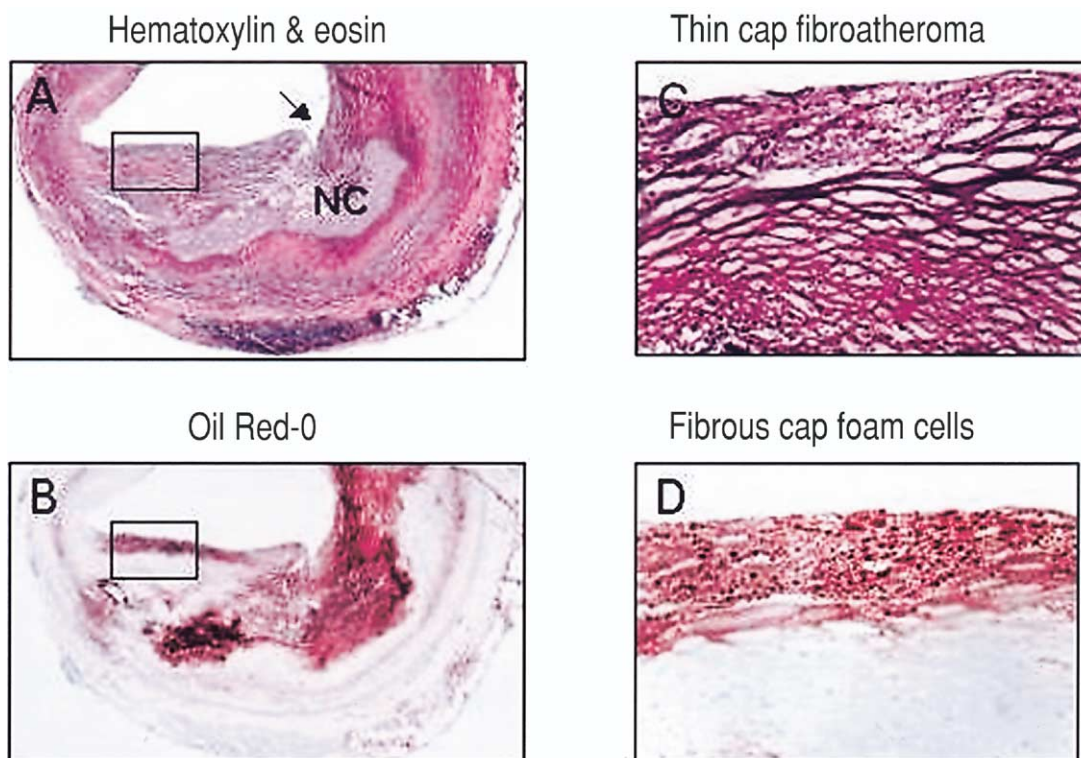 Hematoxylin & eosin
Thin cap fibroatheroma
A
NC
C
Oil Red-0
Fibrous cap foam cells
B
D